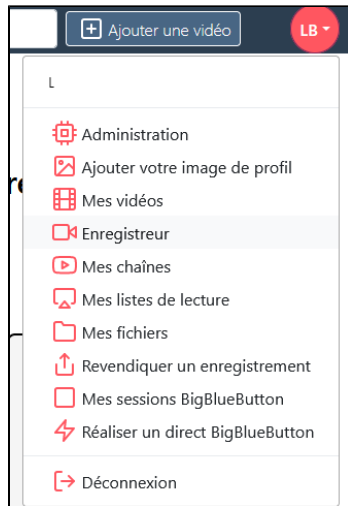 Ajouter une vidéo
LB
L
Administration
Ajouter votre image de profil
Mes vidéos
Enregistreur
Mes chaînes
Mes listes de lecture
Mes fichiers
Revendiquer un enregistrement
Mes sessions BigBlueButton
Réaliser un direct BigBlueButton
Déconnexion